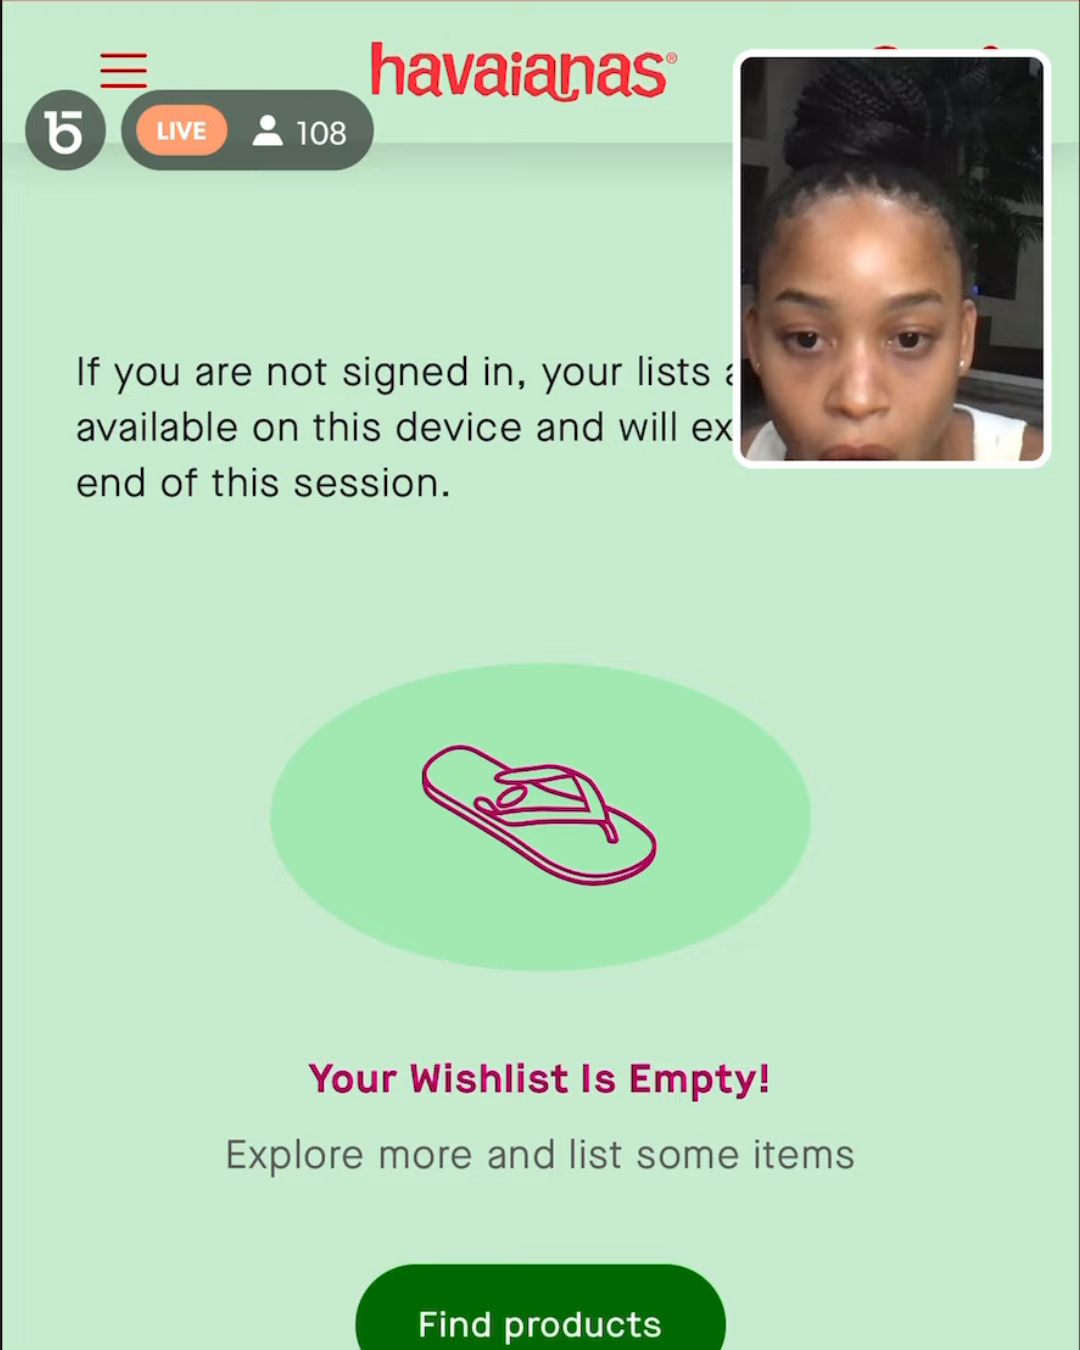 havaianas®
LIVE 108
If you are not signed in, your lists
available on this device and will
end of this session.
Your Wishlist Is Empty!
Explore more and list some items
Find products